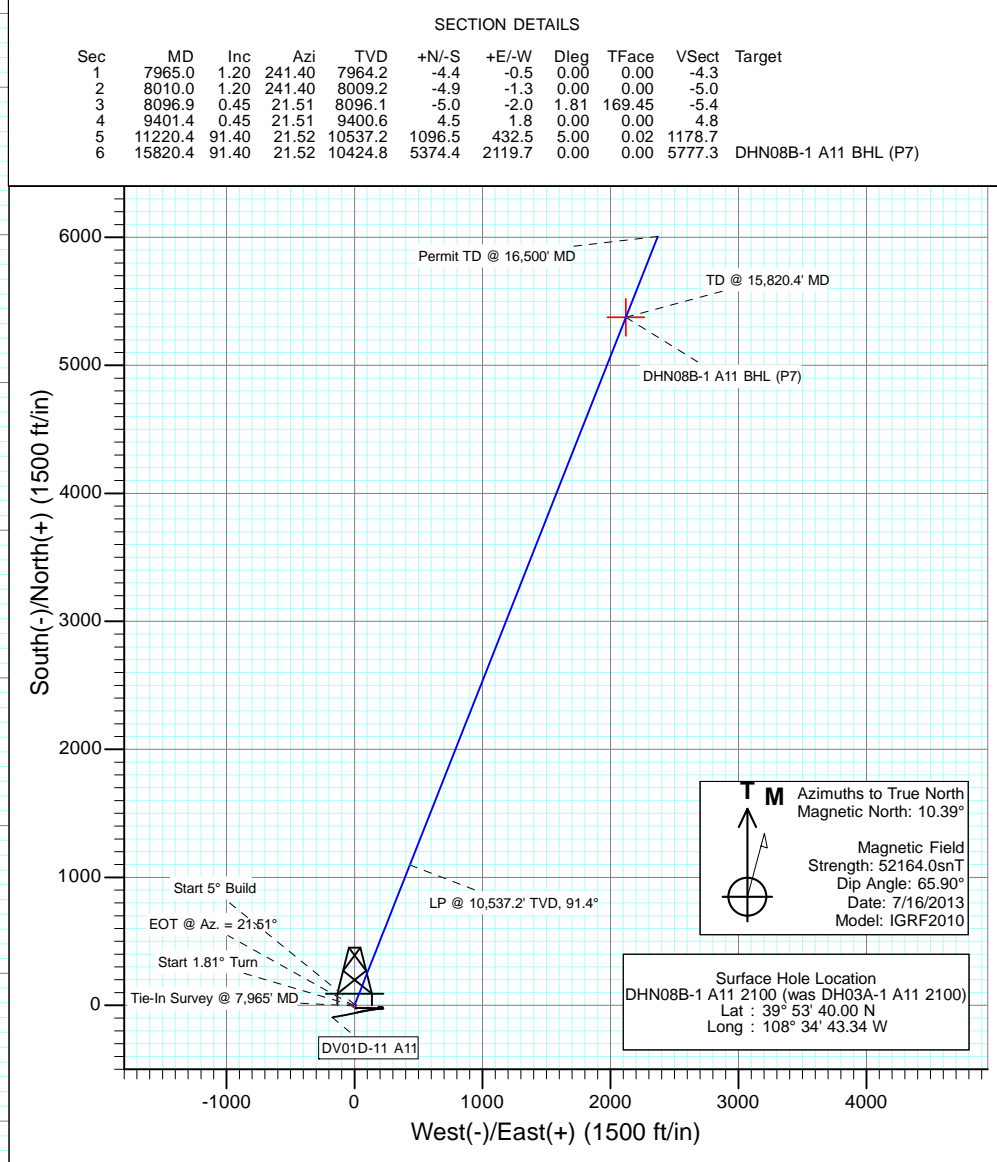 SECTION DETAILS
Sec MD Inc Azi TVD +N/-S +E/-W Dleg TFace VSect Target
1 7965.0 1.20 241.40 7964.2 -4.4 -0.5 0.00 0.00 -4.3
2 8010.0 1.20 241.40 8009.2 -4.9 -1.3 0.00 0.00 -5.0
3 8096.9 0.45 21.51 8096.1 -5.0 -2.0 1.81 169.45 -5.4
4 9401.4 0.45 21.51 9400.6 4.5 1.8 0.00 0.00 4.8
5 11220.4 91.40 21.52 10537.2 1096.5 432.5 5.00 0.02 1178.7
6 15820.4 91.40 21.52 10424.8 5374.4 2119.7 0.00 0.00 5777.3 DHN08B-1 A11 BHL (P7)
6000
Permit TD @ 16,500' MD
TD @ 15,820.4' MD
5000
DHN08B-1 A11 BHL (P7)
4000
South(-)/North(+) (1500 ft/in)
3000
2000
T M
Azimuths to True North
Magnetic North: 10.39°
Magnetic Field
Strength: 52164.0snT
Dip Angle: 65.90°
Date: 7/16/2013
Model: IGRF2010
1000
Start 5° Build
LP @ 10,537.2' TVD, 91.4°
EOT @ Az. = 21.51°
Start 1.81° Turn
Tie-In Survey @ 7,965' MD
0
DV01D-11 A11
Surface Hole Location
DHN08B-1 A11 2100 (was DH03A-1 A11 2100)
Lat : 39° 53' 40.00 N
Long : 108° 34' 43.34 W
-1000 0 1000 2000 3000 4000
West(-)/East(+) (1500 ft/in)